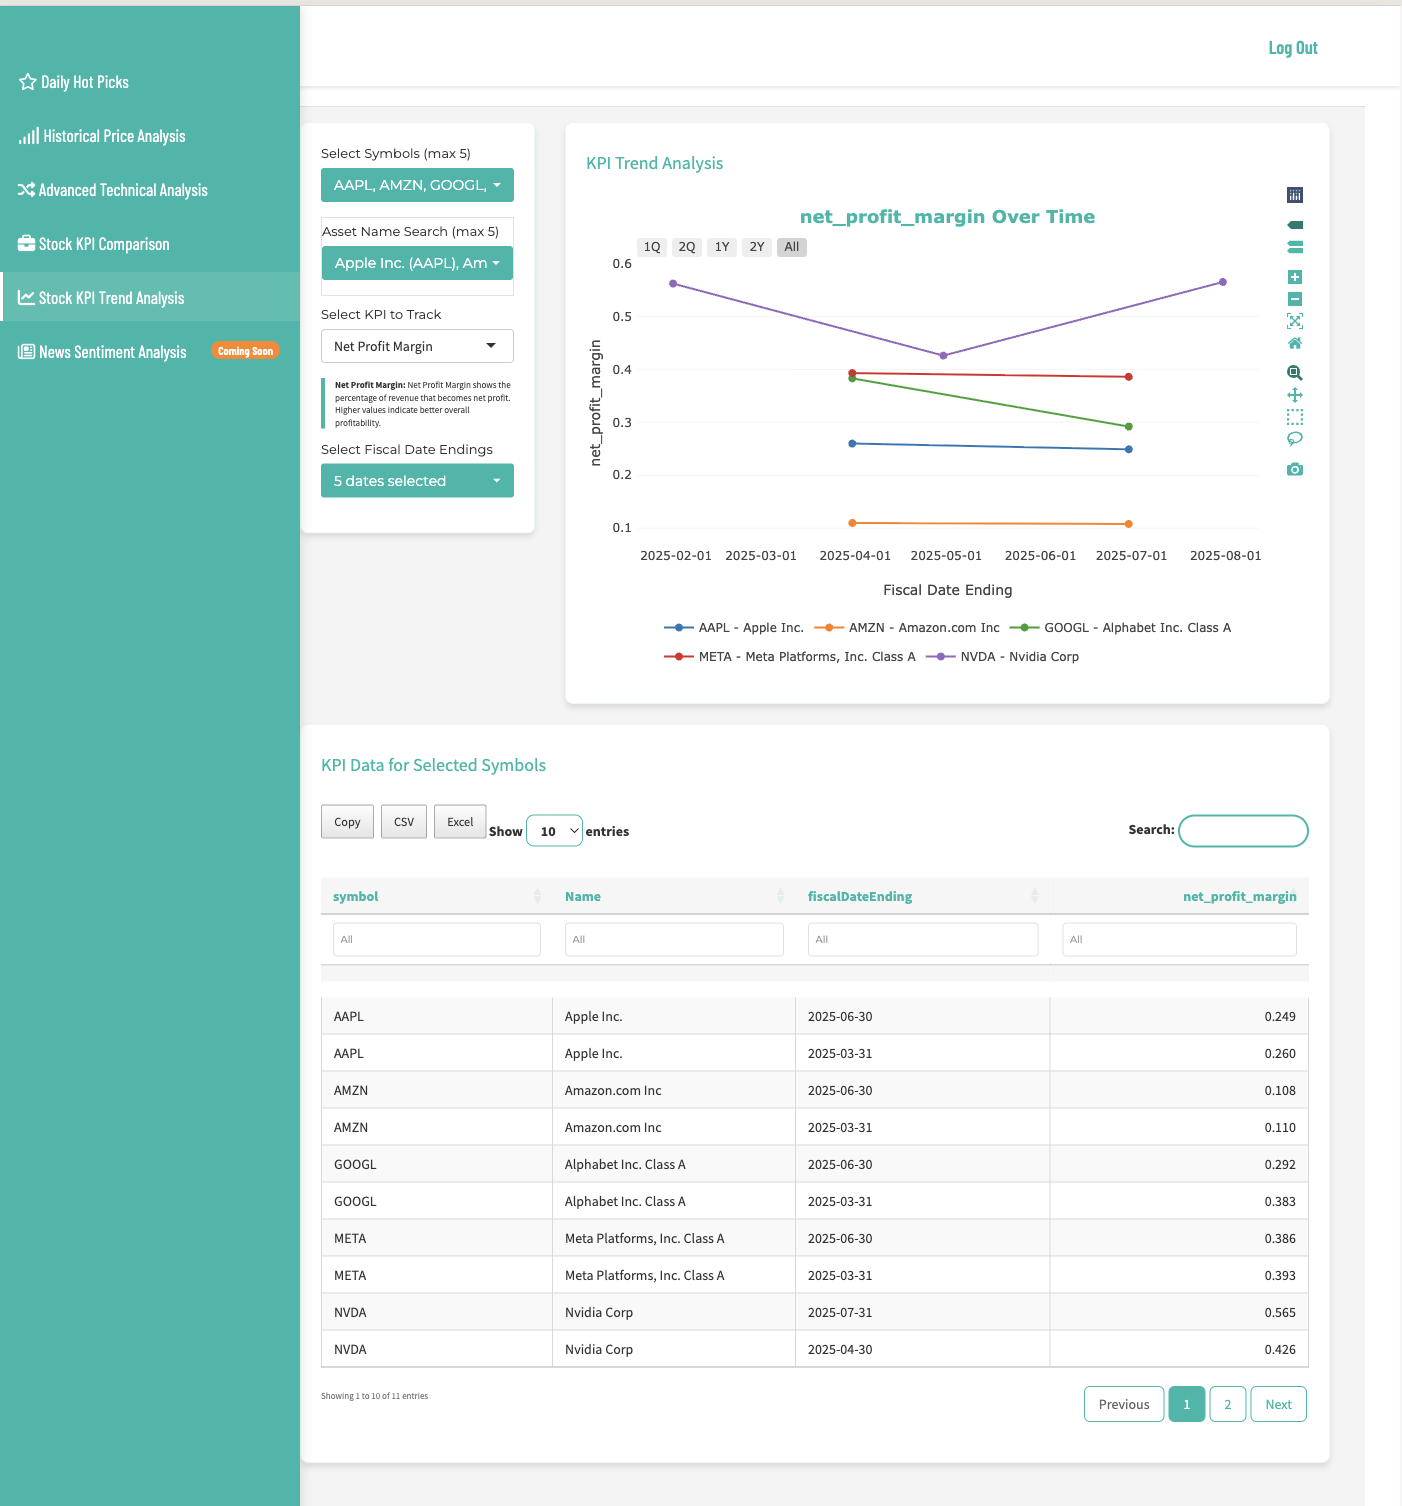 Log Out
Daily Hot Picks
Historical Price Analysis
Advanced Technical Analysis
Stock KPI Comparison
Stock KPI Trend Analysis
News Sentiment Analysis Coming Soon
Select Symbols (max 5)
AAPL, AMZN, GOOGL,
Asset Name Search (max 5)
Apple Inc. (AAPL), Am
Select KPI to Track
Net Profit Margin
Net Profit Margin: Net Profit Margin shows the
percentage of revenue that becomes net profit.
Higher values indicate better overall
profitability.
Select Fiscal Date Endings
5 dates selected
KPI Trend Analysis
net_profit_margin Over Time
1Q 2Q 1Y 2Y All
0.6
0.5
0.4
0.3
0.2
0.1
net_profit_margin
2025-02-01 2025-03-01 2025-04-01 2025-05-01 2025-06-01 2025-07-01 2025-08-01
Fiscal Date Ending
AAPL - Apple Inc. AMZN - Amazon.com Inc GOOGL - Alphabet Inc. Class A
META - Meta Platforms, Inc. Class A NVDA - Nvidia Corp
KPI Data for Selected Symbols
Copy CSV Excel Show 10 entries Search:
symbol Name fiscalDateEnding net_profit_margin
All All All All
AAPL Apple Inc. 2025-06-30 0.249
AAPL Apple Inc. 2025-03-31 0.260
AMZN Amazon.com Inc 2025-06-30 0.108
AMZN Amazon.com Inc 2025-03-31 0.110
GOOGL Alphabet Inc. Class A 2025-06-30 0.292
GOOGL Alphabet Inc. Class A 2025-03-31 0.383
META Meta Platforms, Inc. Class A 2025-06-30 0.386
META Meta Platforms, Inc. Class A 2025-03-31 0.393
NVDA Nvidia Corp 2025-07-31 0.565
NVDA Nvidia Corp 2025-04-30 0.426
Showing 1 to 10 of 11 entries
Previous 1 2 Next